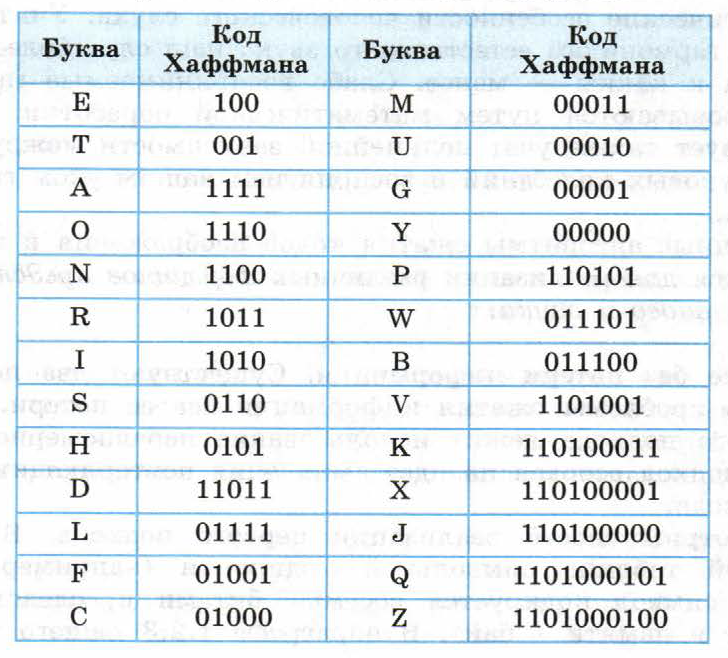 Буква Код Хаффмана Буква Код Хаффмана
E 100 M 00011
T 001 U 00010
A 1111 G 00001
O 1110 Y 00000
N 1100 P 110101
R 1011 W 011101
I 1010 B 011100
S 0110 V 1101001
H 0101 K 110100011
D 11011 X 110100001
L 01111 J 110100000
F 01001 Q 1101000101
C 01000 Z 1101000100